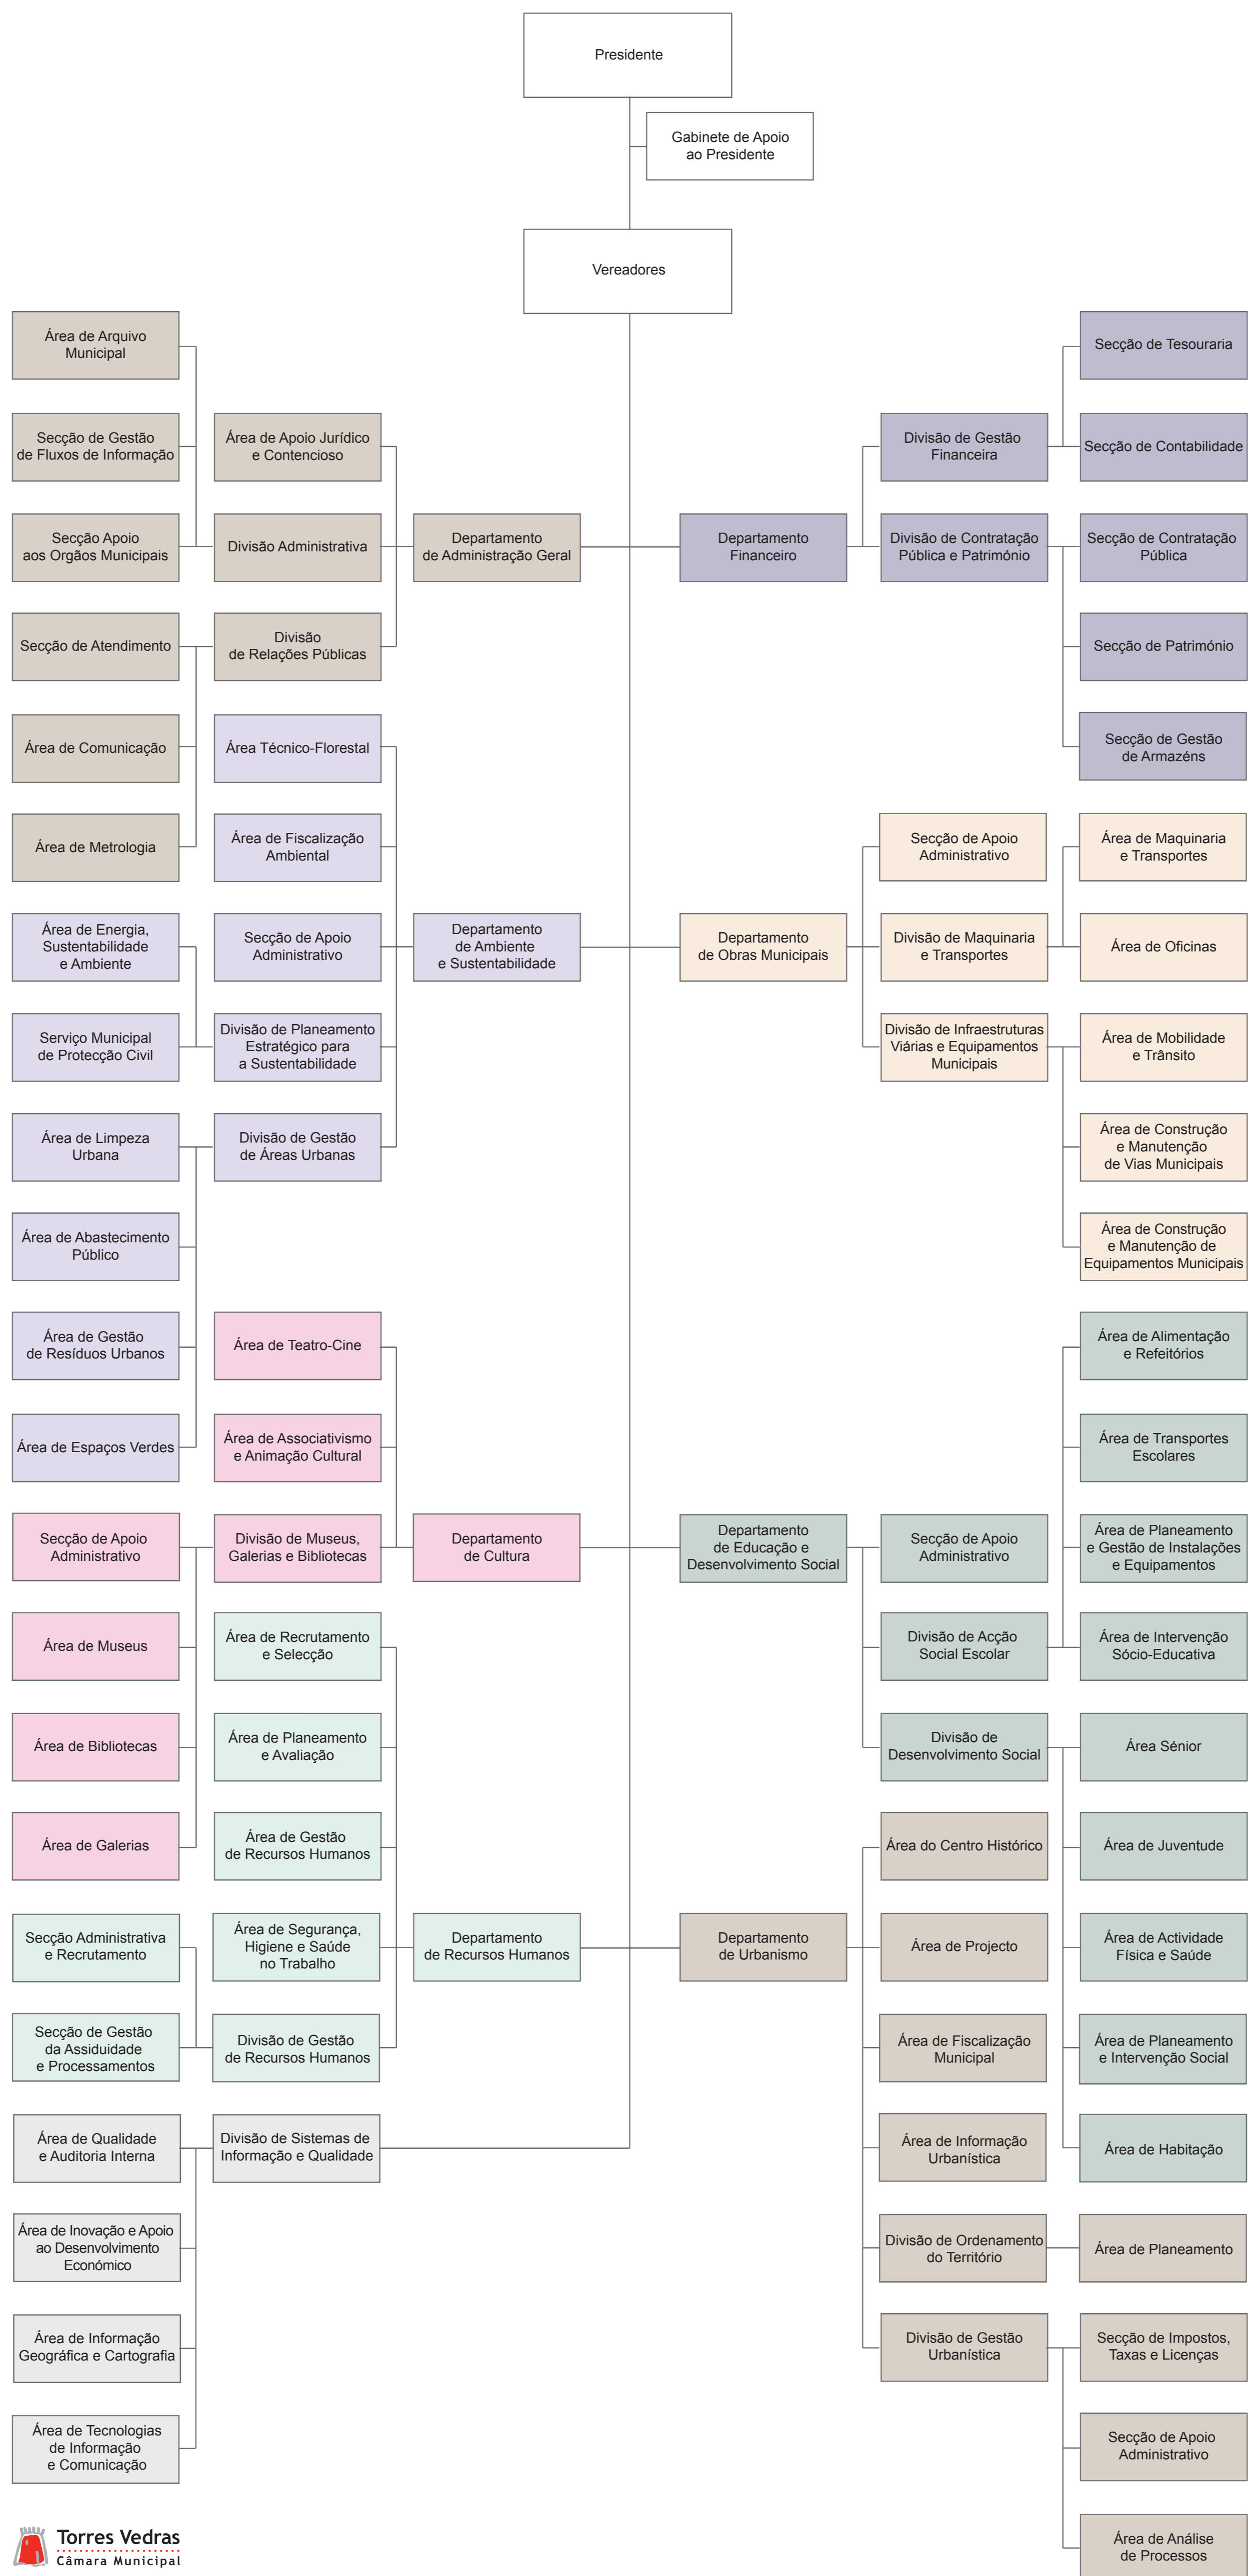 Presidente
Gabinete de Apoio
ao Presidente
Vereadores
Área de Arquivo
Municipal
Secção de Tesouraria
Secção de Gestão
de Fluxos de Informação
Área de Apoio Jurídico
e Contencioso
Divisão de Gestão
Financeira
Secção de Contabilidade
Secção Apoio
aos Orgãos Municipais
Divisão Administrativa
Departamento
de Administração Geral
Departamento
Financeiro
Divisão de Contratação
Pública e Património
Secção de Contratação
Pública
Secção de Atendimento
Divisão
de Relações Públicas
Secção de Património
Área de Comunicação
Área Técnico-Florestal
Secção de Gestão
de Armazéns
Área de Metrologia
Área de Fiscalização
Ambiental
Secção de Apoio
Administrativo
Área de Maquinaria
e Transportes
Área de Energia,
Sustentabilidade
e Ambiente
Secção de Apoio
Administrativo
Departamento
de Ambiente
e Sustentabilidade
Departamento
de Obras Municipais
Divisão de Maquinaria
e Transportes
Área de Oficinas
Serviço Municipal
de Protecção Civil
Divisão de Planeamento
Estratégico para
a Sustentabilidade
Divisão de Infraestruturas
Viárias e Equipamentos
Municipais
Área de Mobilidade
e Trânsito
Área de Limpeza
Urbana
Divisão de Gestão
de Áreas Urbanas
Área de Construção
e Manutenção
de Vias Municipais
Área de Abastecimento
Público
Área de Construção
e Manutenção de
Equipamentos Municipais
Área de Gestão
de Resíduos Urbanos
Área de Teatro-Cine
Área de Alimentação
e Refeitórios
Área de Espaços Verdes
Área de Associativismo
e Animação Cultural
Área de Transportes
Escolares
Secção de Apoio
Administrativo
Divisão de Museus,
Galerias e Bibliotecas
Departamento
de Cultura
Departamento
de Educação e
Desenvolvimento Social
Secção de Apoio
Administrativo
Área de Planeamento
e Gestão de Instalações
e Equipamentos
Área de Museus
Área de Recrutamento
e Selecção
Divisão de Acção
Social Escolar
Área de Intervenção
Sócio-Educativa
Área de Bibliotecas
Área de Planeamento
e Avaliação
Divisão de
Desenvolvimento Social
Área Sénior
Área de Galerias
Área de Gestão
de Recursos Humanos
Área do Centro Histórico
Área de Juventude
Secção Administrativa
e Recrutamento
Área de Segurança,
Higiene e Saúde
no Trabalho
Departamento
de Recursos Humanos
Departamento
de Urbanismo
Área de Projecto
Área de Actividade
Física e Saúde
Secção de Gestão
da Assiduidade
e Processamentos
Divisão de Gestão
de Recursos Humanos
Área de Fiscalização
Municipal
Área de Planeamento
e Intervenção Social
Área de Qualidade
e Auditoria Interna
Divisão de Sistemas de
Informação e Qualidade
Área de Informação
Urbanística
Área de Habitação
Área de Inovação e Apoio
ao Desenvolvimento
Económico
Divisão de Ordenamento
do Território
Área de Planeamento
Área de Informação
Geográfica e Cartografia
Divisão de Gestão
Urbanística
Secção de Impostos,
Taxas e Licenças
Área de Tecnologias
de Informação
e Comunicação
Secção de Apoio
Administrativo
Área de Análise
de Processos
Torres Vedras
Câmara Municipal